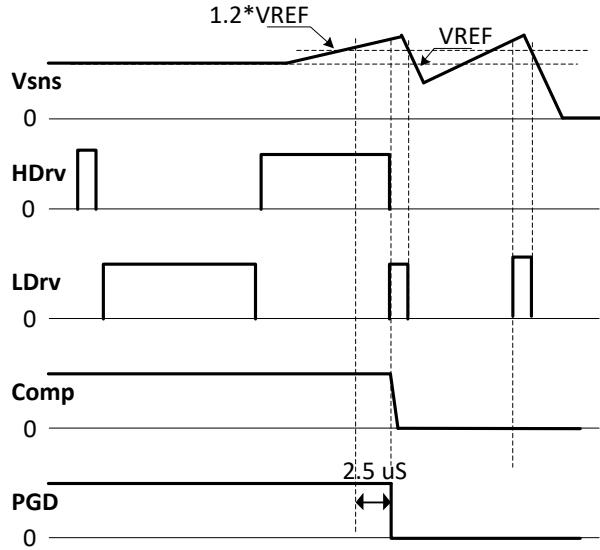 1.2*VREF
VREF
Vsns
0
HDrv
0
LDrv
0
Comp
0
2.5 uS
PGD
0